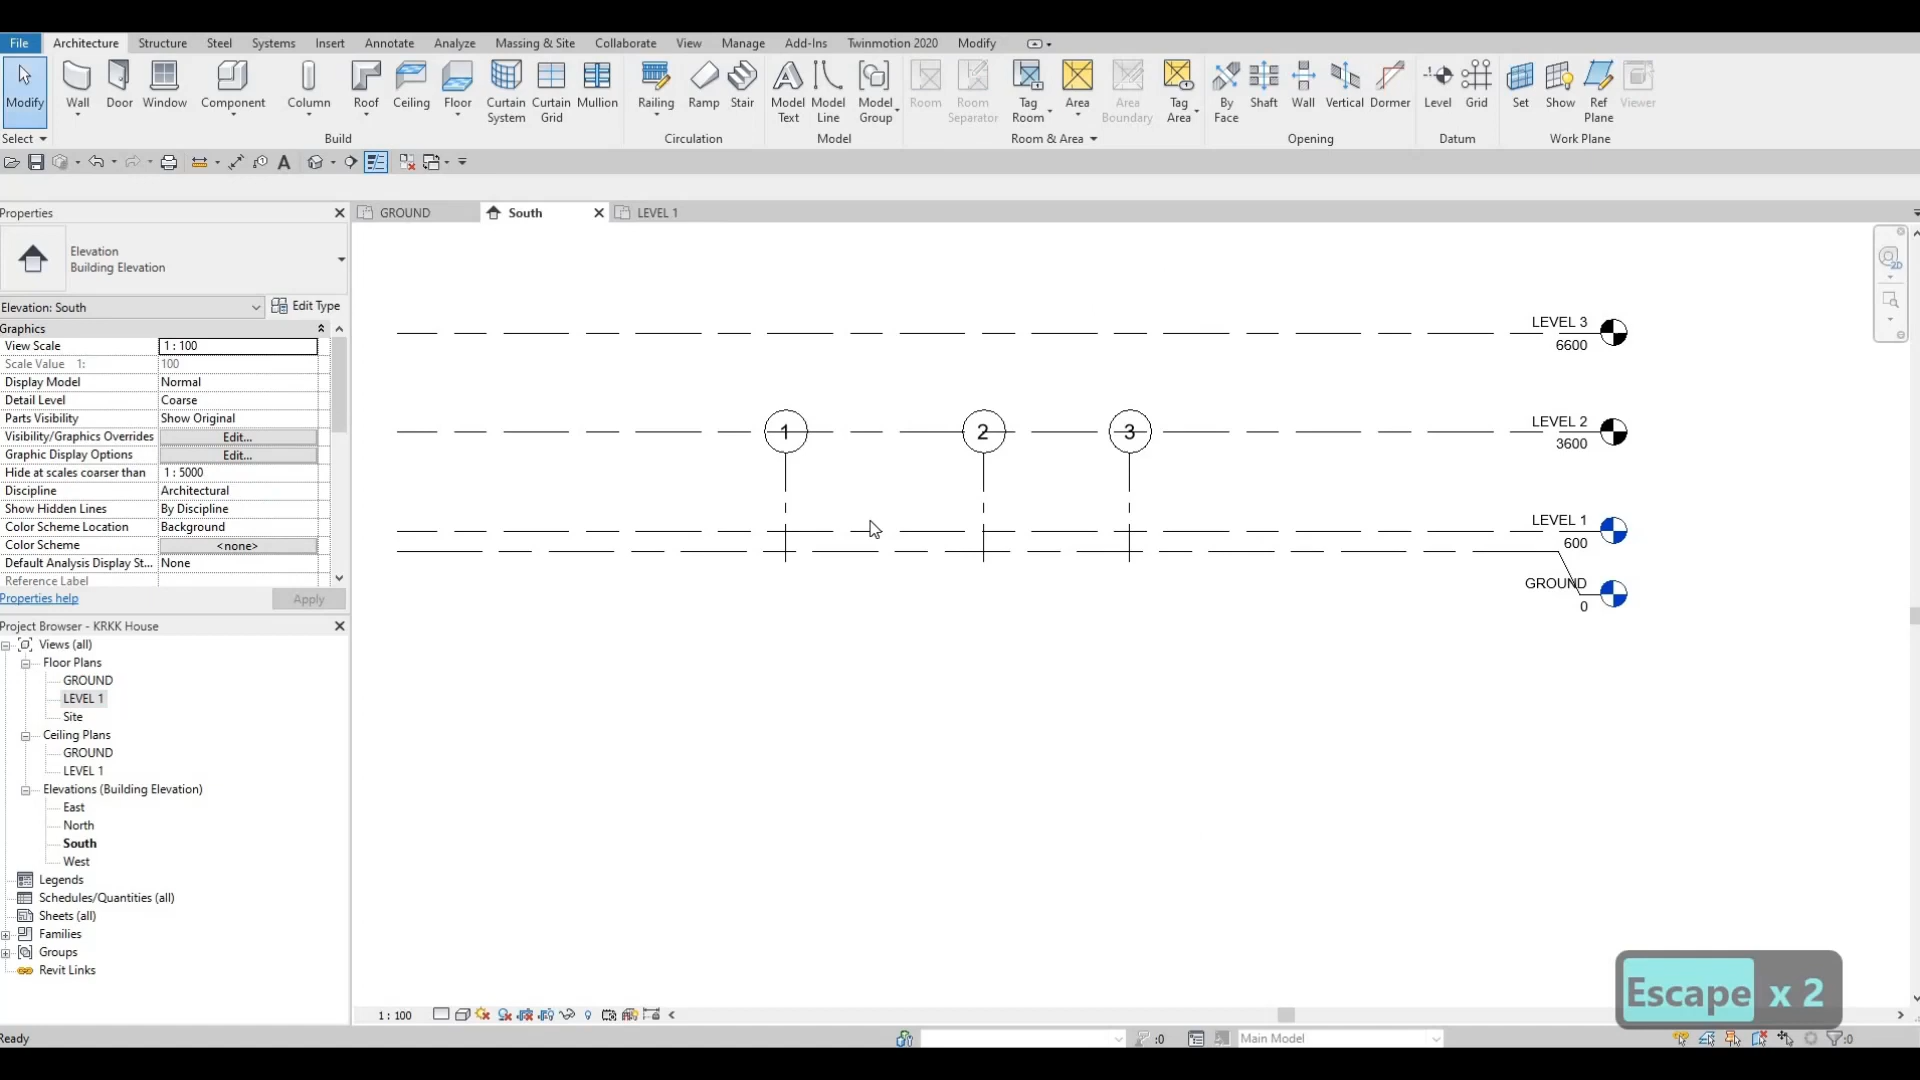 File Architecture Structure Steel Systems Insert Annotate Analyze Massing & Site Collaborate View Manage Add-Ins Twinmotion 2020 Modify
Modify Wall Door Window Component Column Roof Ceiling Floor Curtain System Curtain Grid Mullion Railing Ramp Stair Model Text Model Line Model Group Room Room Separator Tag Room Area Area Boundary Tag Area By Face Shaft Wall Vertical Dormer Level Grid Set Show Ref Plane Viewer
Select Build Circulation Model Room & Area Opening Datum Work Plane
A
Properties
GROUND South LEVEL 1
Elevation
Building Elevation
2D
Elevation: South Edit Type
Graphics
View Scale 1 : 100
Scale Value 1: 100
Display Model Normal
Detail Level Coarse
Parts Visibility Show Original
Visibility/Graphics Overrides Edit...
Graphic Display Options Edit...
Hide at scales coarser than 1 : 5000
Discipline Architectural
Show Hidden Lines By Discipline
Color Scheme Location Background
Color Scheme <none>
Default Analysis Display St... None
Reference Label
Properties help Apply
LEVEL 3
6600
LEVEL 2
3600
1 2 3
LEVEL 1
600
GROUND
0
Project Browser - KRKK House
Views (all)
Floor Plans
GROUND
LEVEL 1
Site
Ceiling Plans
GROUND
LEVEL 1
Elevations (Building Elevation)
East
North
South
West
Legends
Schedules/Quantities (all)
Sheets (all)
Families
Groups
Revit Links
Escape x 2
1 : 100
Ready
:0
Main Model
:0